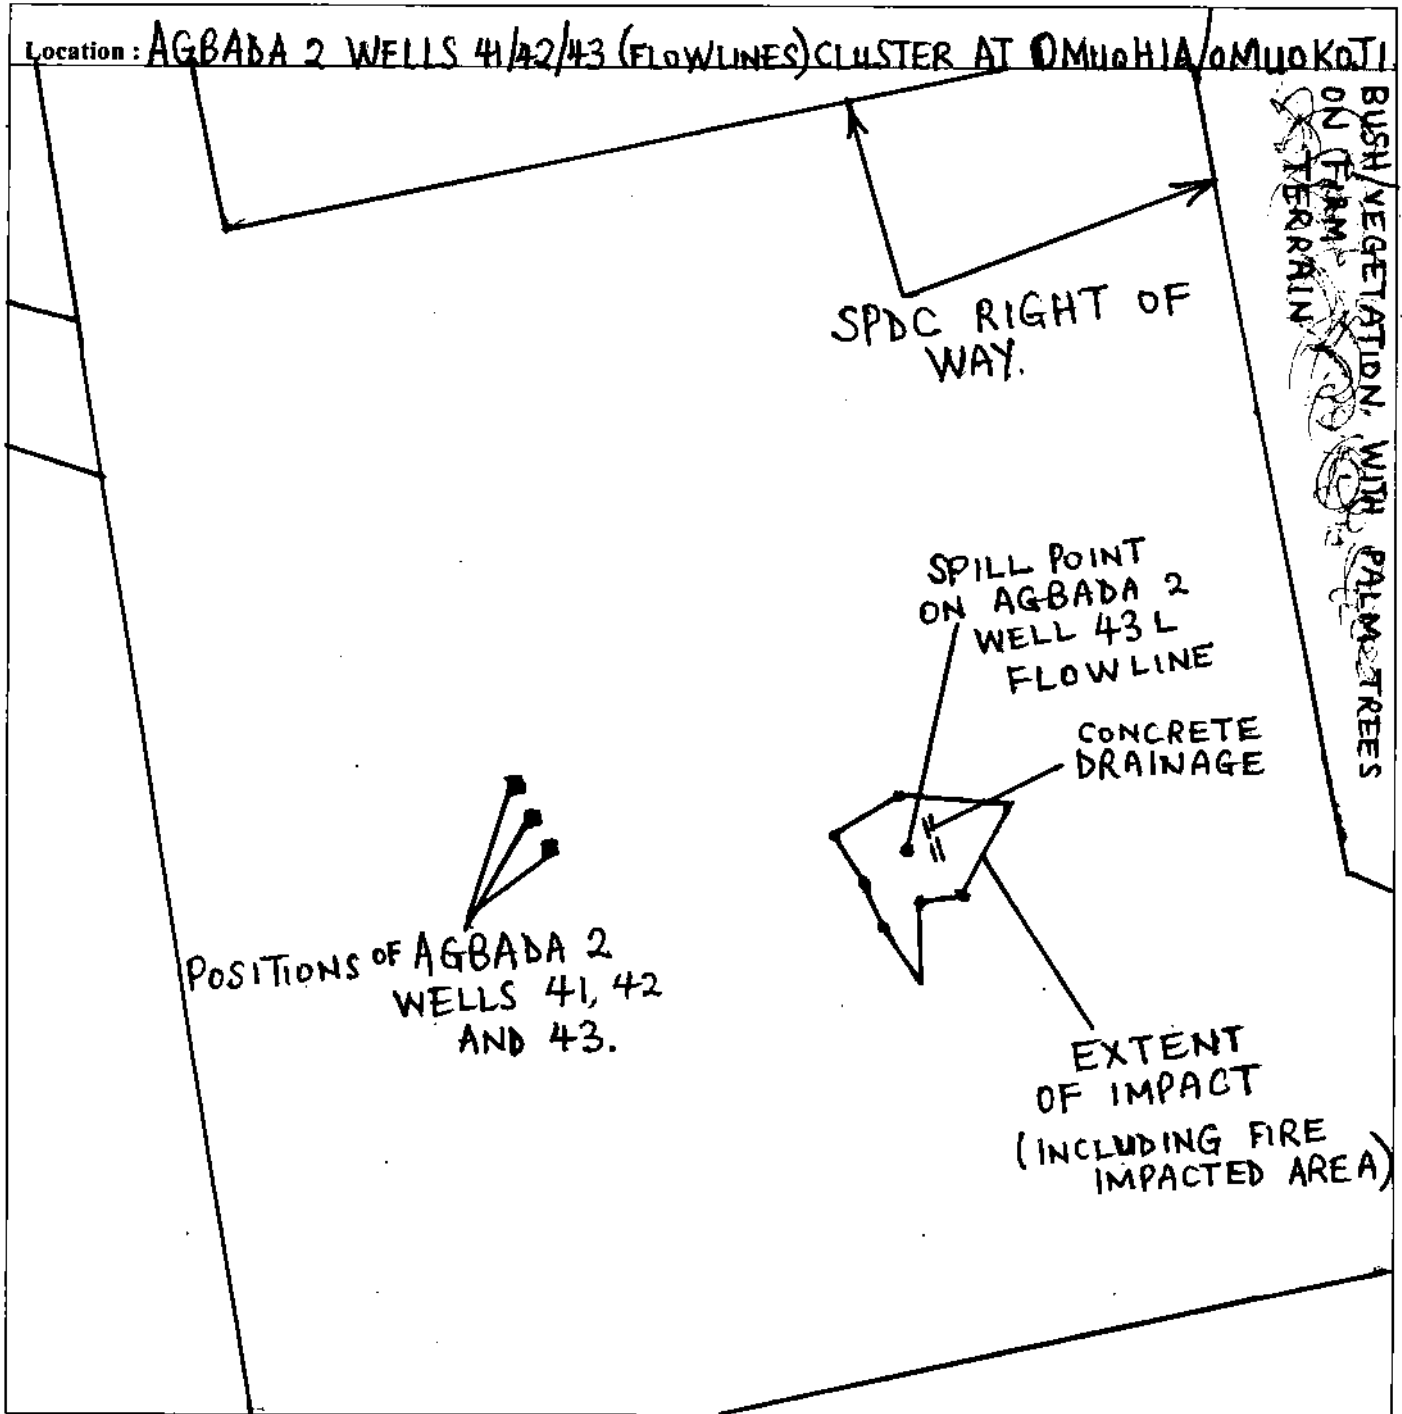 Location : AGBADA 2 WELLS 41/42/43 (FLOWLINES) CLUSTER AT OMUOHIA/OMUOKOJI
BUSH/VEGETATION, WITH PALM TREES
ON FIRM
TERRAIN
SPDC RIGHT OF
WAY.
SPILL POINT
ON AGBADA 2
WELL 43 L
FLOWLINE
CONCRETE
DRAINAGE
POSITIONS OF AGBADA 2
WELLS 41, 42
AND 43.
EXTENT
OF IMPACT
(INCLUDING FIRE
IMPACTED AREA)